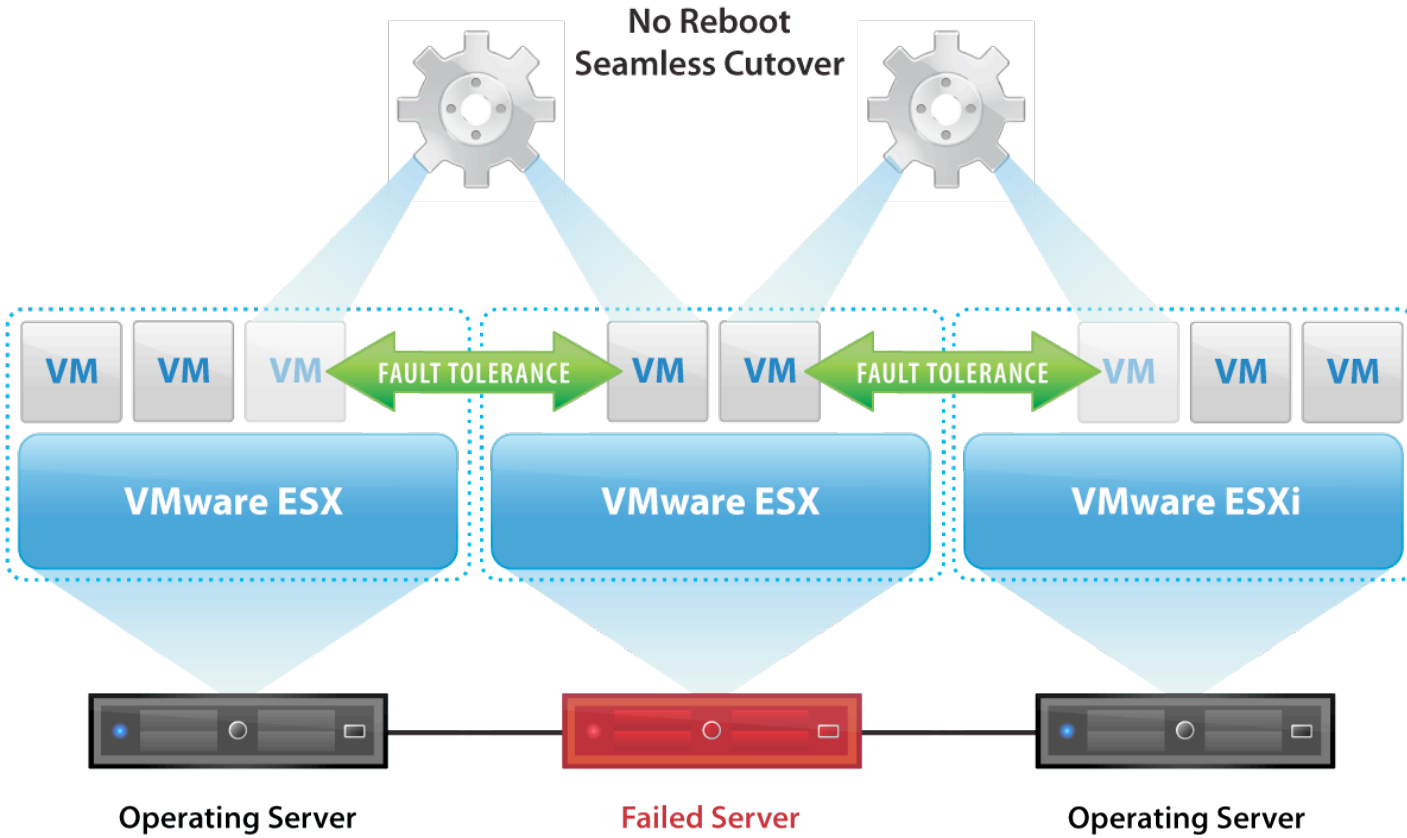 No Reboot
Seamless Cutover
VM VM VM FAULT TOLERANCE VM VM FAULT TOLERANCE VM VM VM
VMware ESX VMware ESX VMware ESXi
Operating Server Failed Server Operating Server